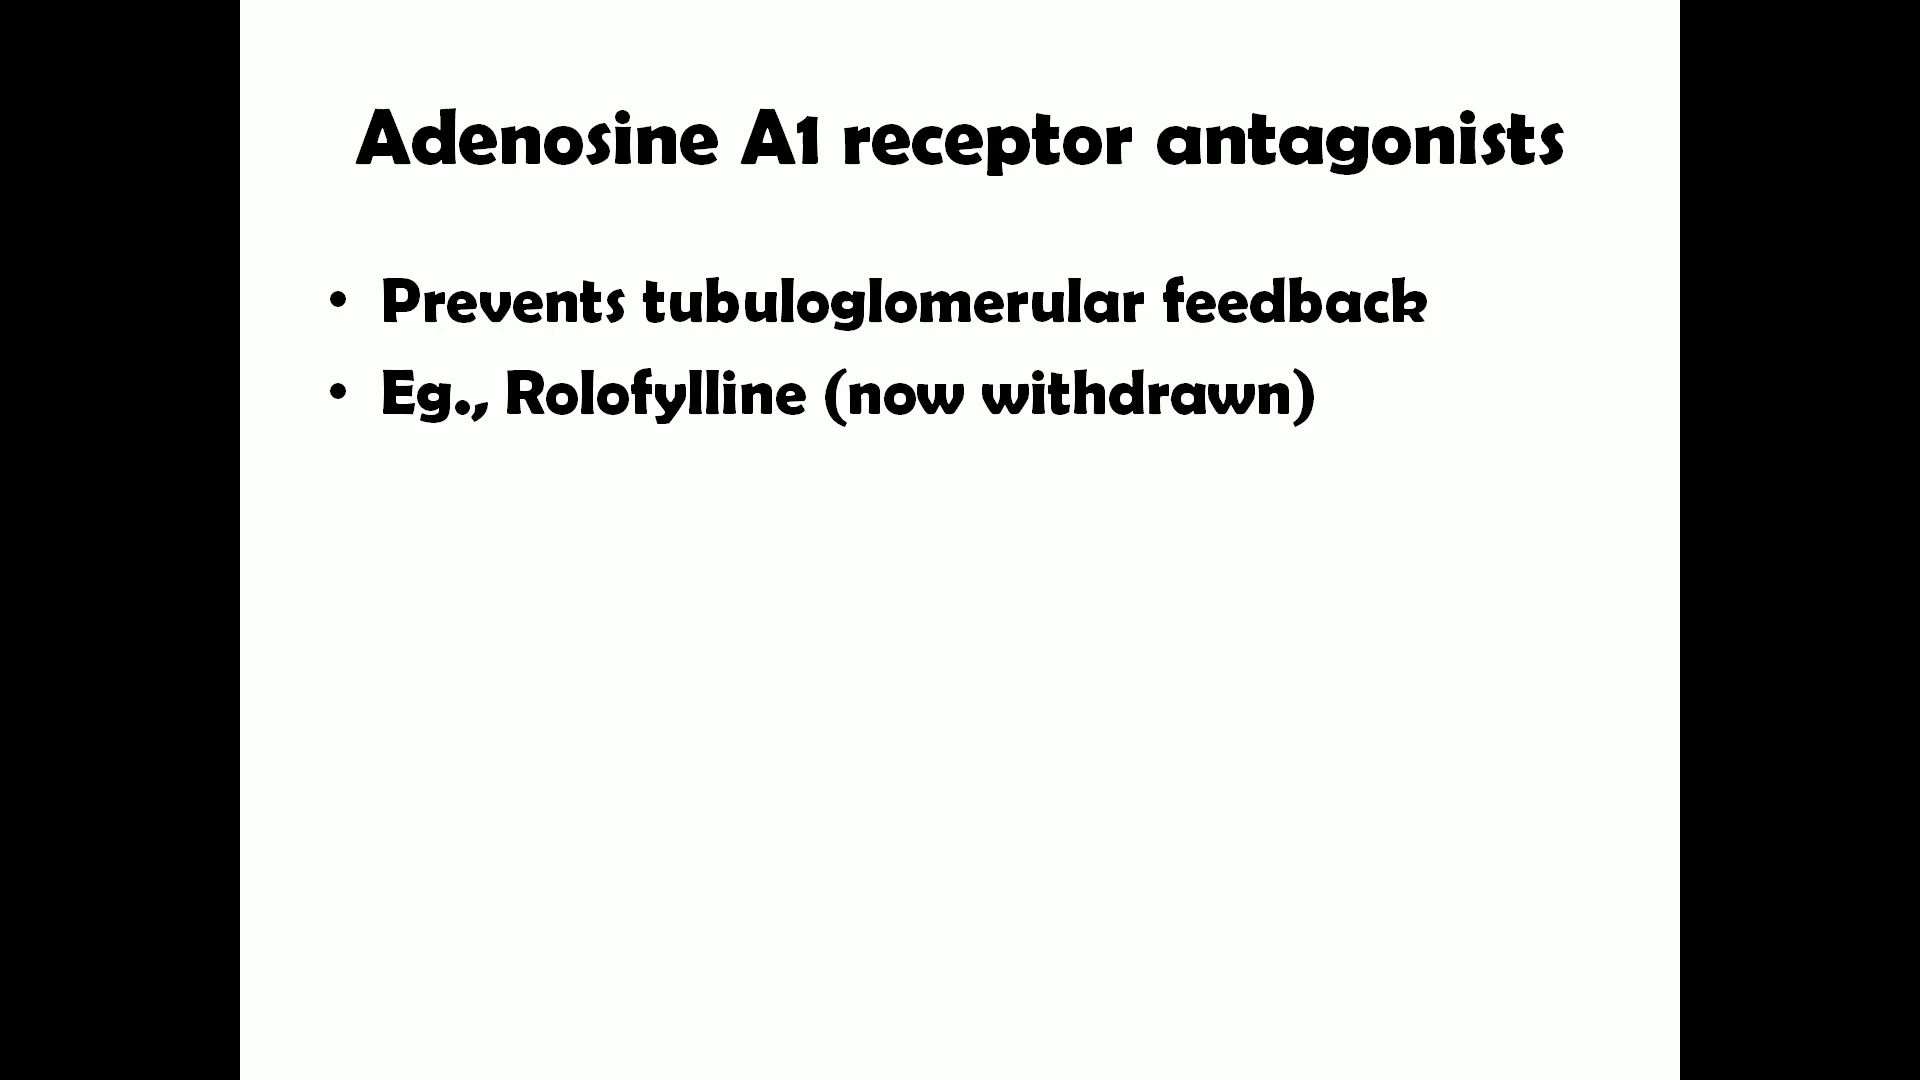 Adenosine A1 receptor antagonists
• Prevents tubuloglomerular feedback
• Eg., Rolofylline (now withdrawn)